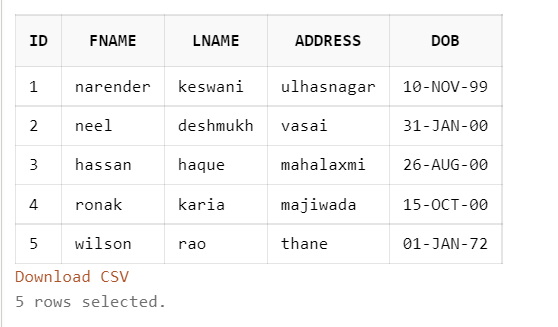 ID FNAME LNAME ADDRESS DOB
1 narender keswani ulhasnagar 10-NOV-99
2 neel deshmukh vasai 31-JAN-00
3 hassan haque mahalaxmi 26-AUG-00
4 ronak karia majiwada 15-OCT-00
5 wilson rao thane 01-JAN-72
Download CSV
5 rows selected.